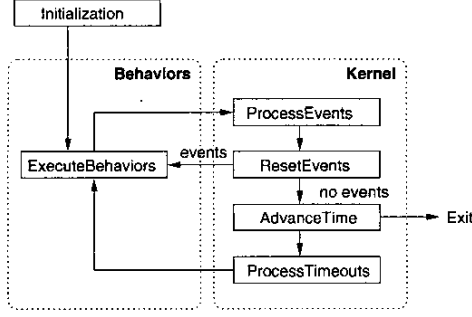 Initialization
Behaviors
Kernel
ProcessEvents
events
ExecuteBehaviors
ResetEvents
no events
AdvanceTime
Exit
ProcessTimeouts